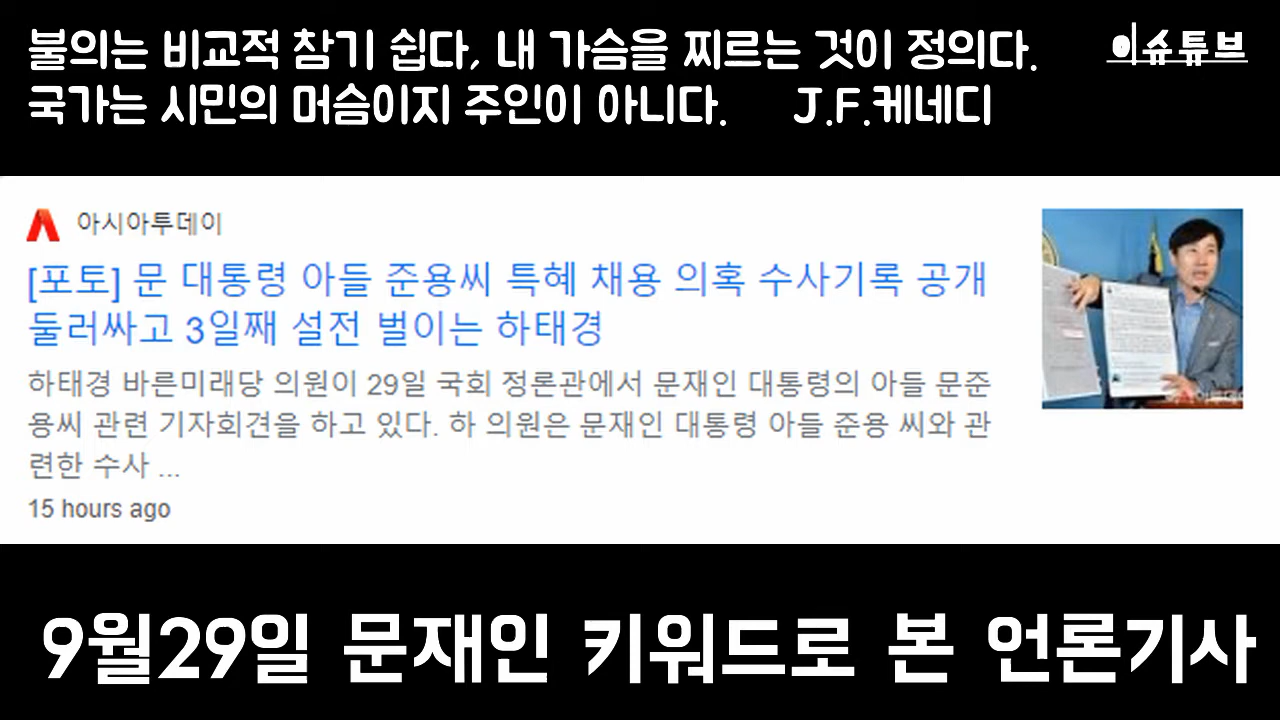 불의는 비교적 참기 쉽다, 내 가슴을 찌르는 것이 정의다.
이슈튜브
국가는 시민의 머슴이지 주인이 아니다. J.F.케네디
아시아투데이
[포토] 문 대통령 아들 준용씨 특혜 채용 의혹 수사기록 공개
둘러싸고 3일째 설전 벌이는 하태경
하태경 바른미래당 의원이 29일 국회 정론관에서 문재인 대통령의 아들 문준
용씨 관련 기자회견을 하고 있다. 하 의원은 문재인 대통령 아들 준용 씨와 관
련한 수사 ...
15 hours ago
9월29일 문재인 키워드로 본 언론기사